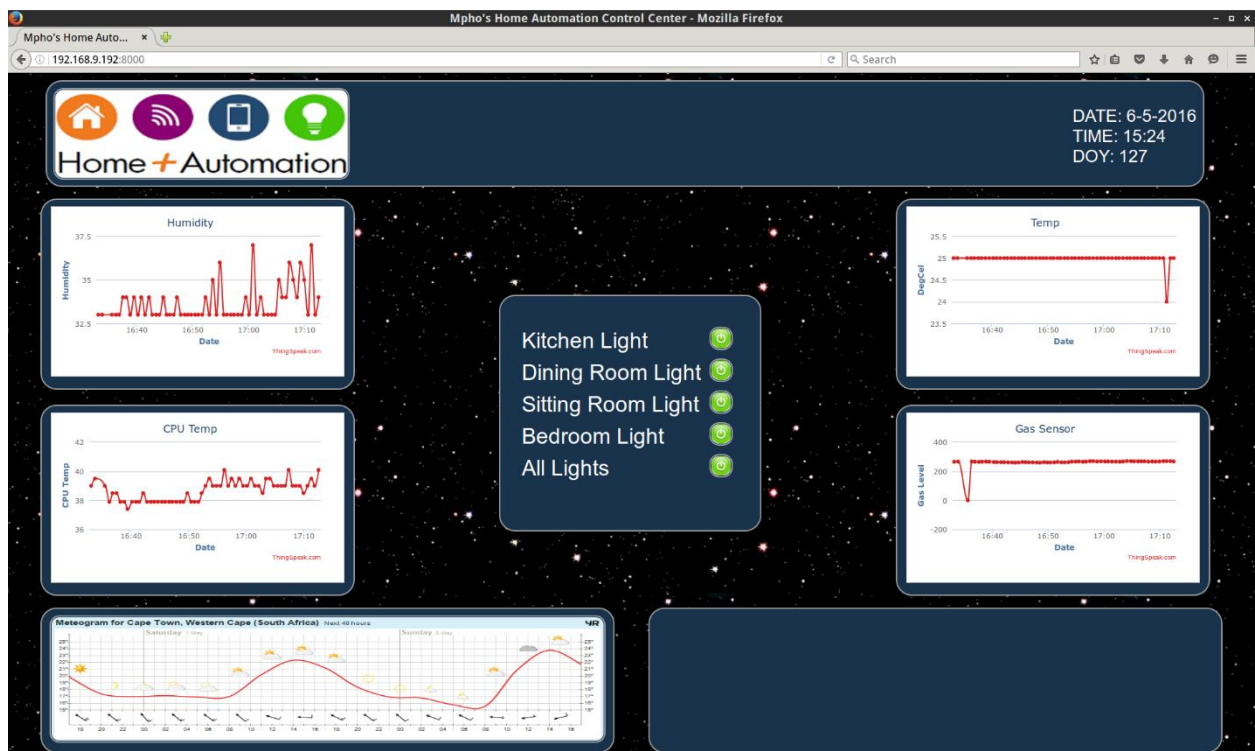 Mpho's Home Automation Control Center - Mozilla Firefox
Mpho's Home Auto...
192.168.9.192:8000
Search
Home+Automation
DATE: 6-5-2016
TIME: 15:24
DOY: 127
Humidity
37.5
35
32.5
Humidity
16:40 16:50 17:00 17:10
Date
ThingSpeak.com
Temp
25.5
25
24.5
24
23.5
DegCel
16:40 16:50 17:00 17:10
Date
ThingSpeak.com
Kitchen Light
Dining Room Light
Sitting Room Light
Bedroom Light
All Lights
CPU Temp
42
40
38
36
CPU Temp
16:40 16:50 17:00 17:10
Date
ThingSpeak.com
Gas Sensor
400
200
0
-200
Gas Level
16:40 16:50 17:00 17:10
Date
ThingSpeak.com
Meteogram for Cape Town, Western Cape (South Africa) Next 48 hours
Saturday
Sunday